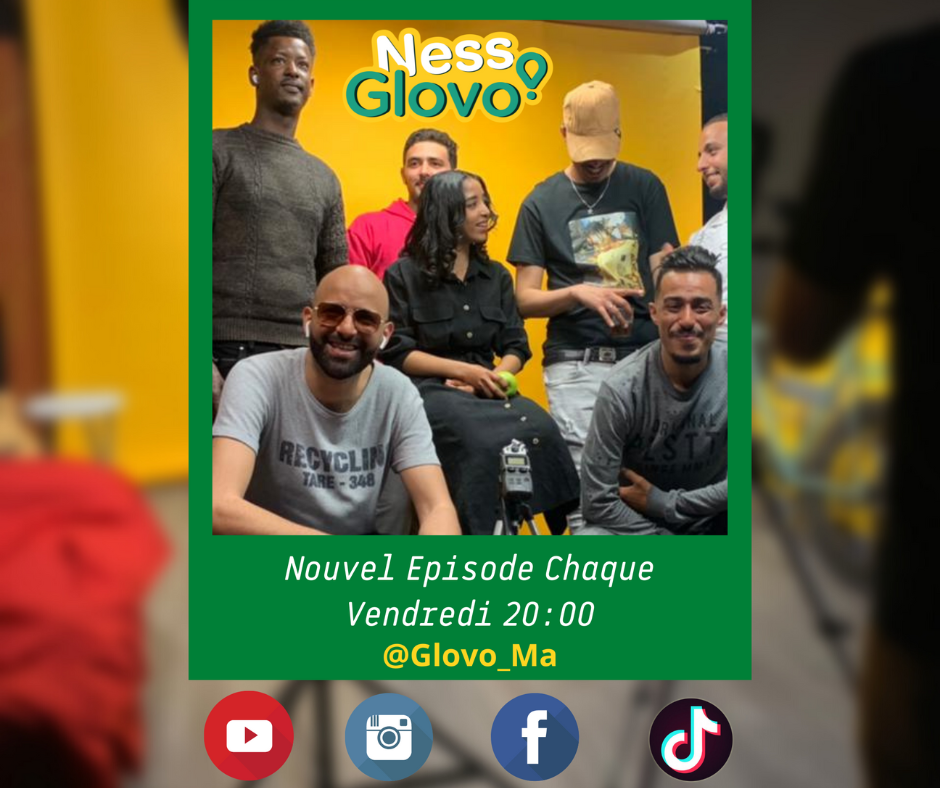 Ness
Glovo
RECYCLIN
TARE - 348
Nouvel Episode Chaque
Vendredi 20:00
@Glovo_Ma